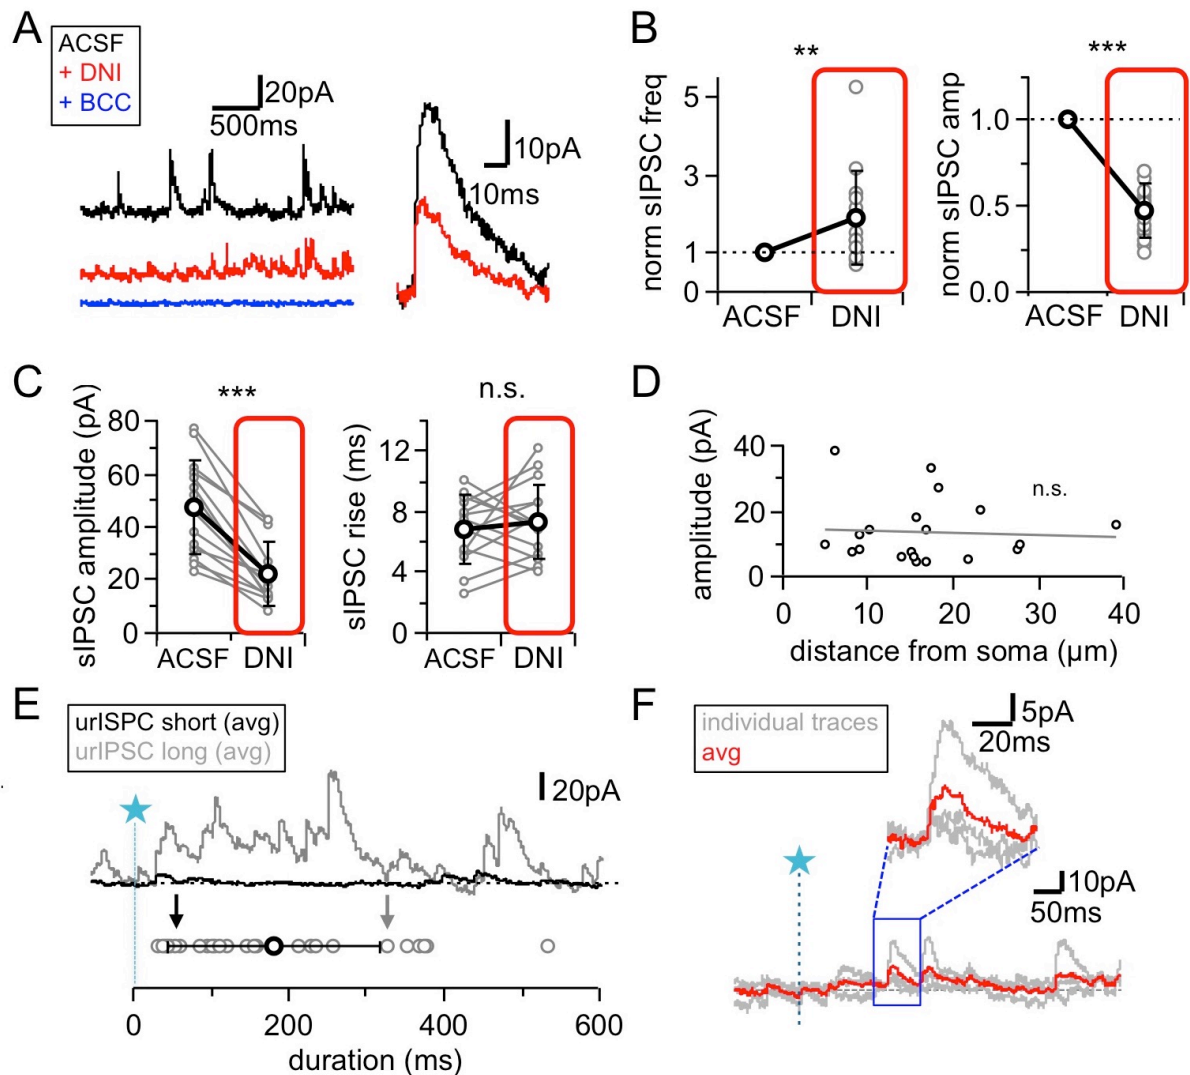 A
ACSF
+ DNI
+ BCC
20pA
500ms
10pA
10ms
B
**
norm sIPSC freq
5
3
1
0
ACSF
DNI
***
norm sIPSC amp
1.0
0.5
0.0
ACSF
DNI
C
***
sIPSC amplitude (pA)
80
60
40
20
0
ACSF
DNI
n.s.
sIPSC rise (ms)
12
8
4
0
ACSF
DNI
D
amplitude (pA)
40
20
0
n.s.
0
10
20
30
40
distance from soma (µm)
E
urISPC short (avg)
urIPSC long (avg)
20pA
0
200
400
600
duration (ms)
F
individual traces
avg
5pA
20ms
10pA
50ms